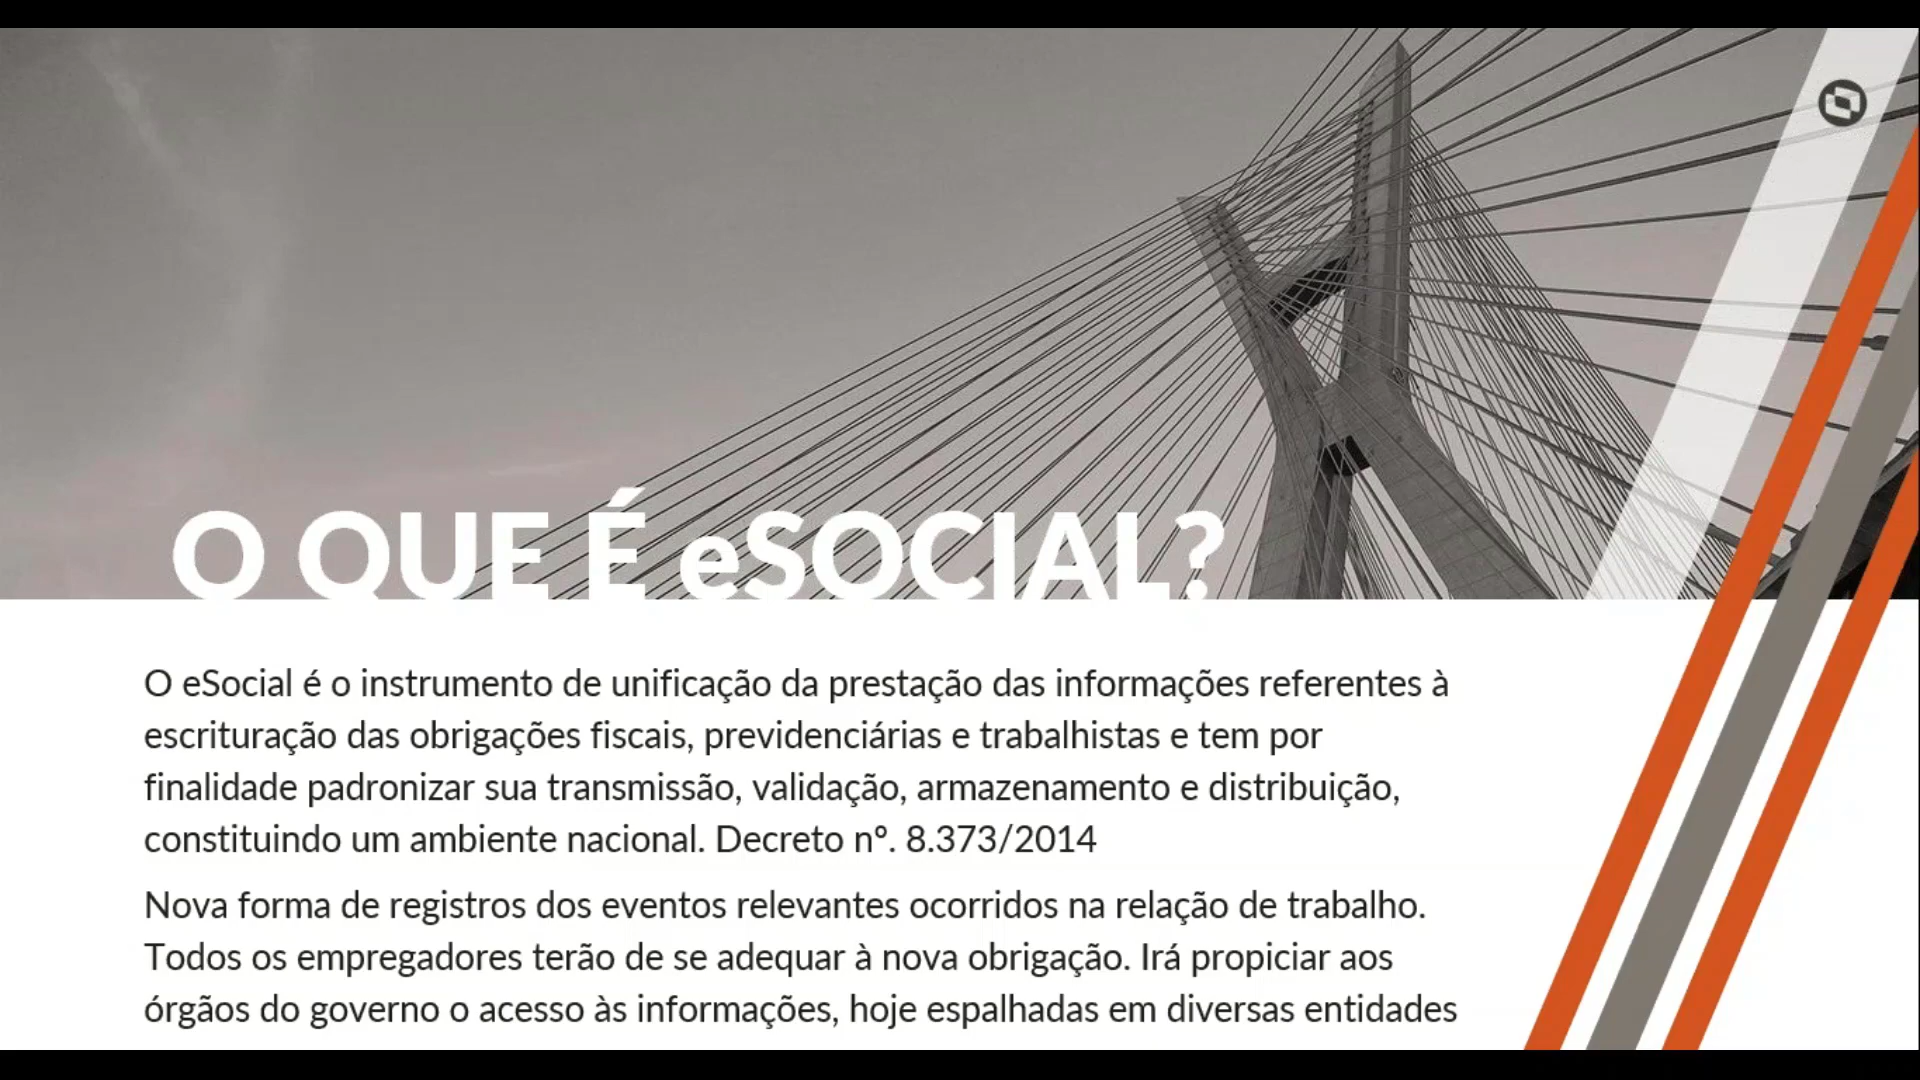 O QUE É eSOCIAL?
O eSocial é o instrumento de unificação da prestação das informações referentes à
escrituração das obrigações fiscais, previdenciárias e trabalhistas e tem por
finalidade padronizar sua transmissão, validação, armazenamento e distribuição,
constituindo um ambiente nacional. Decreto nº. 8.373/2014
Nova forma de registros dos eventos relevantes ocorridos na relação de trabalho.
Todos os empregadores terão de se adequar à nova obrigação. Irá propiciar aos
órgãos do governo o acesso às informações, hoje espalhadas em diversas entidades